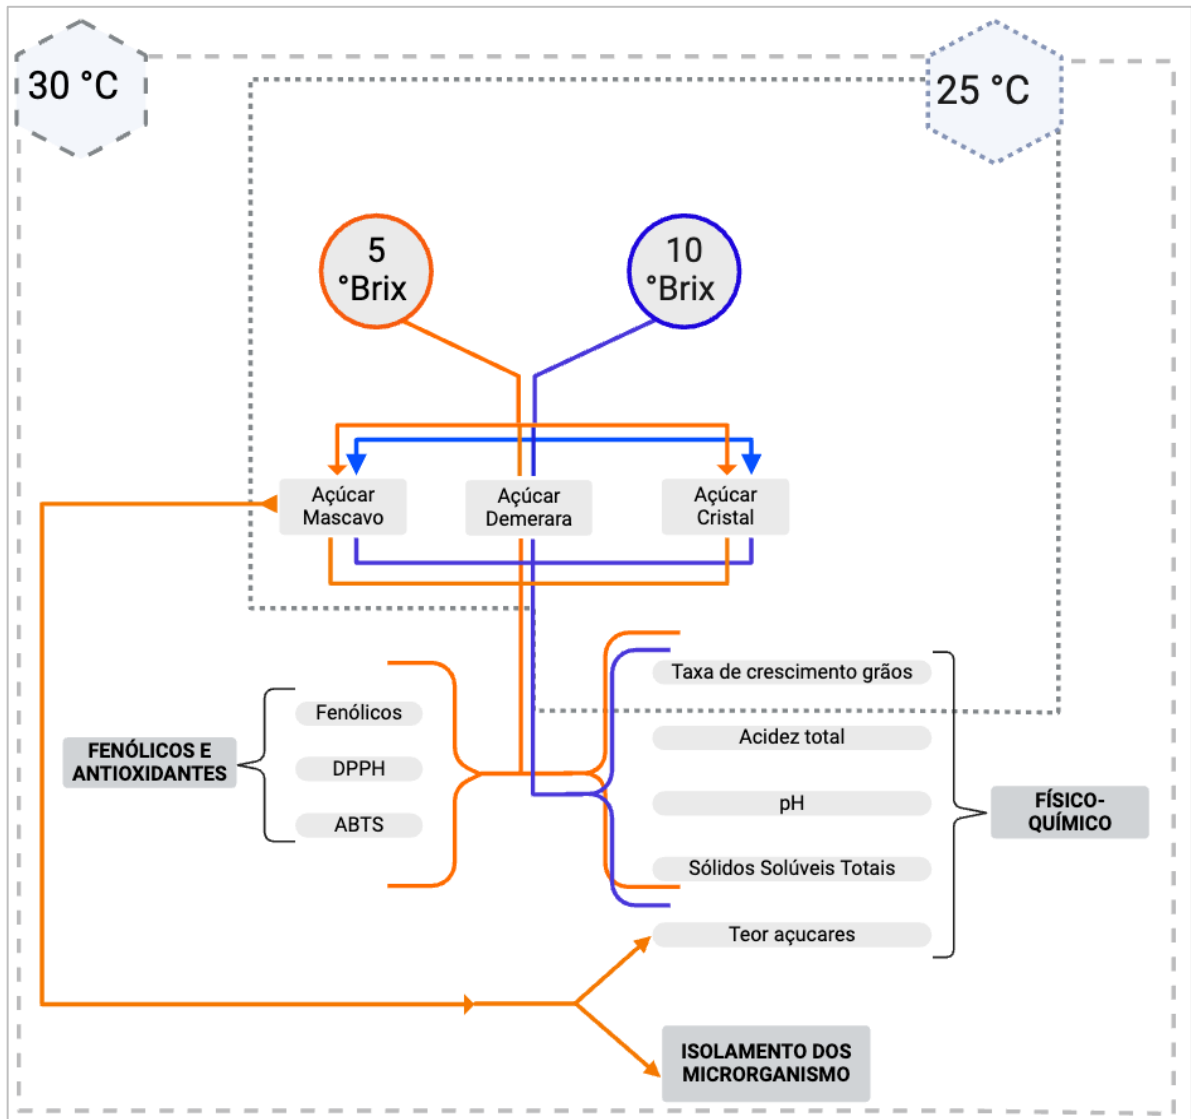 30 °C
25 °C
5
°Brix
10
°Brix
Açúcar
Mascavo
Açúcar
Demerara
Açúcar
Cristal
FENÓLICOS E
ANTIOXIDANTES
Fenólicos
DPPH
ABTS
Taxa de crescimento grãos
Acidez total
pH
Sólidos Solúveis Totais
Teor açucares
FÍSICO-
QUÍMICO
ISOLAMENTO DOS
MICRORGANISMO